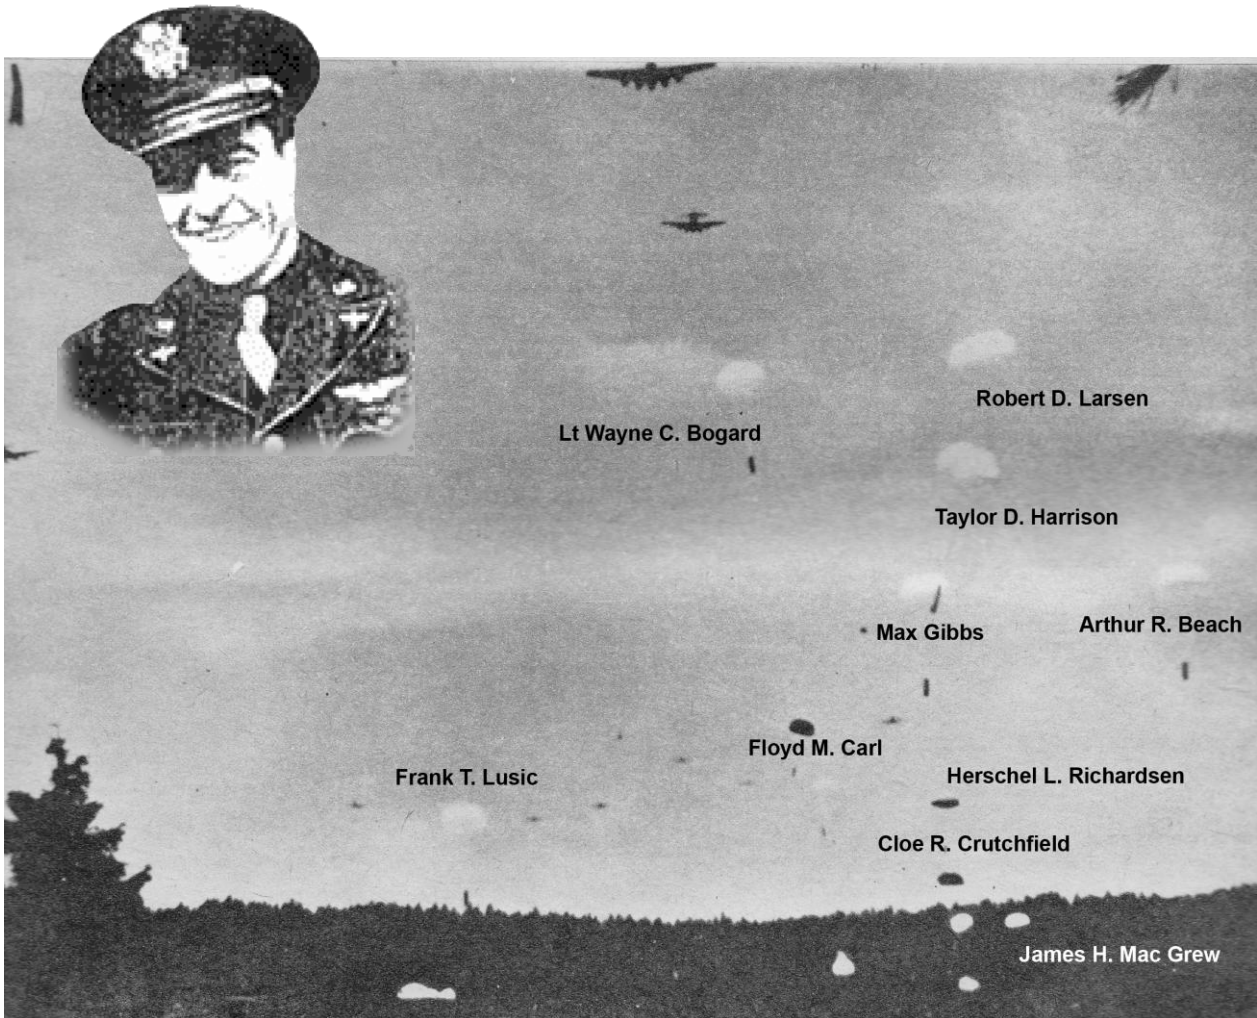 Robert D. Larsen
Lt Wayne C. Bogard
Taylor D. Harrison
Arthur R. Beach
Max Gibbs
Floyd M. Carl
Frank T. Lusic
Herschel L. Richardsen
Cloe R. Crutchfield
James H. Mac Grew